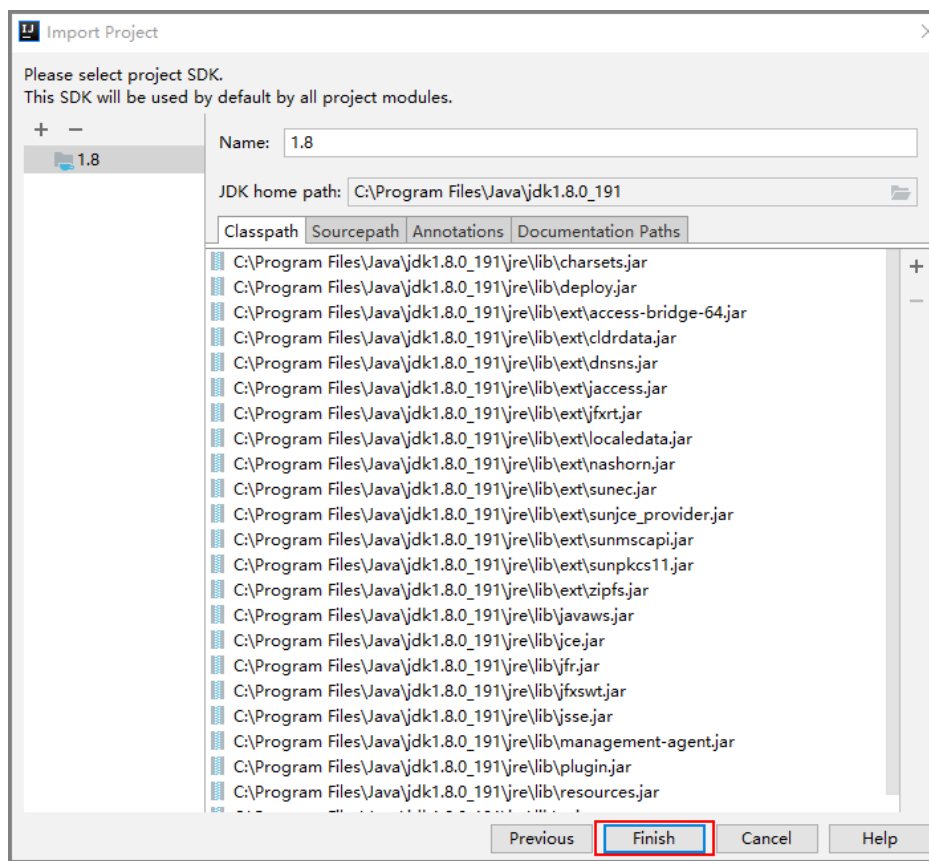 Import Project
Please select project SDK.
This SDK will be used by default by all project modules.
1.8
Name: 1.8
JDK home path: C:\Program Files\Java\jdk1.8.0_191
Classpath Sourcepath Annotations Documentation Paths
C:\Program Files\Java\jdk1.8.0_191\jre\lib\charsets.jar
C:\Program Files\Java\jdk1.8.0_191\jre\lib\deploy.jar
C:\Program Files\Java\jdk1.8.0_191\jre\lib\ext\access-bridge-64.jar
C:\Program Files\Java\jdk1.8.0_191\jre\lib\ext\cldrdata.jar
C:\Program Files\Java\jdk1.8.0_191\jre\lib\ext\dnsns.jar
C:\Program Files\Java\jdk1.8.0_191\jre\lib\ext\jaccess.jar
C:\Program Files\Java\jdk1.8.0_191\jre\lib\ext\jfxrt.jar
C:\Program Files\Java\jdk1.8.0_191\jre\lib\ext\localedata.jar
C:\Program Files\Java\jdk1.8.0_191\jre\lib\ext\nashorn.jar
C:\Program Files\Java\jdk1.8.0_191\jre\lib\ext\sunec.jar
C:\Program Files\Java\jdk1.8.0_191\jre\lib\ext\sunjce_provider.jar
C:\Program Files\Java\jdk1.8.0_191\jre\lib\ext\sunmscapi.jar
C:\Program Files\Java\jdk1.8.0_191\jre\lib\ext\sunpkcs11.jar
C:\Program Files\Java\jdk1.8.0_191\jre\lib\ext\zipfs.jar
C:\Program Files\Java\jdk1.8.0_191\jre\lib\javaws.jar
C:\Program Files\Java\jdk1.8.0_191\jre\lib\jce.jar
C:\Program Files\Java\jdk1.8.0_191\jre\lib\jfr.jar
C:\Program Files\Java\jdk1.8.0_191\jre\lib\jfxswt.jar
C:\Program Files\Java\jdk1.8.0_191\jre\lib\jsse.jar
C:\Program Files\Java\jdk1.8.0_191\jre\lib\management-agent.jar
C:\Program Files\Java\jdk1.8.0_191\jre\lib\plugin.jar
C:\Program Files\Java\jdk1.8.0_191\jre\lib\resources.jar
Previous Finish Cancel Help